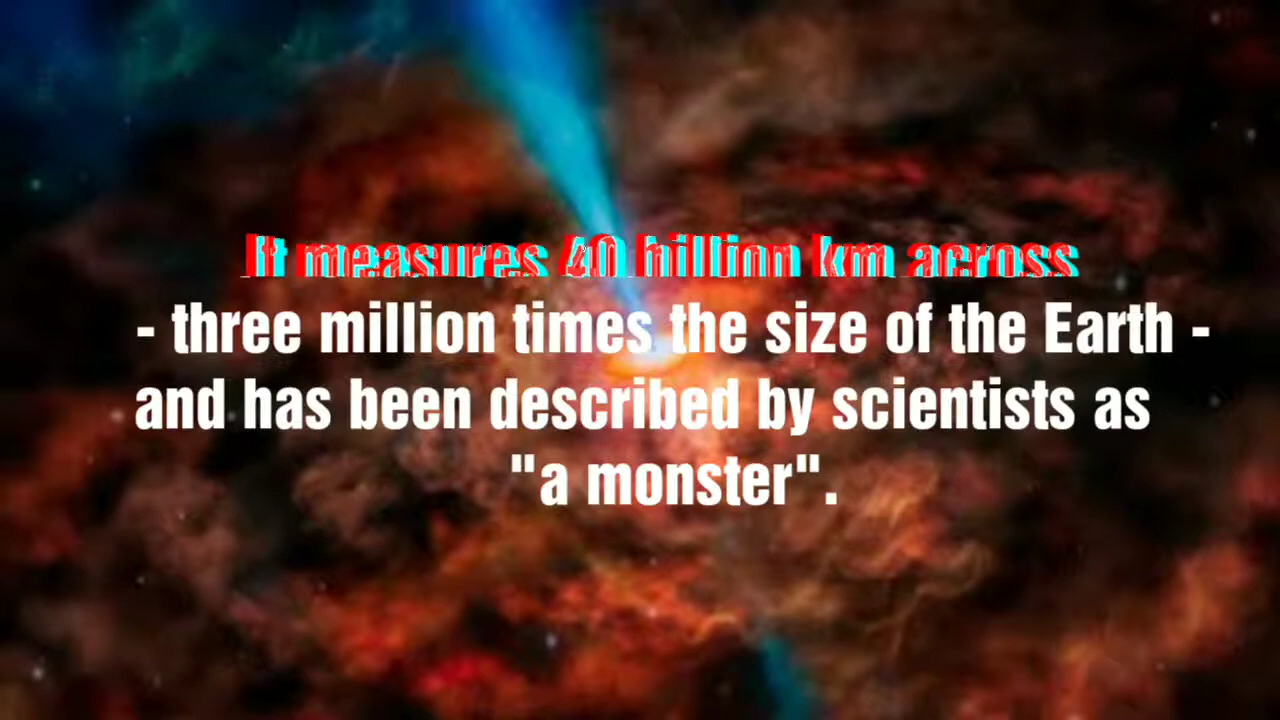 It measures 40 billion km across
- three million times the size of the Earth -
and has been described by scientists as
"a monster".